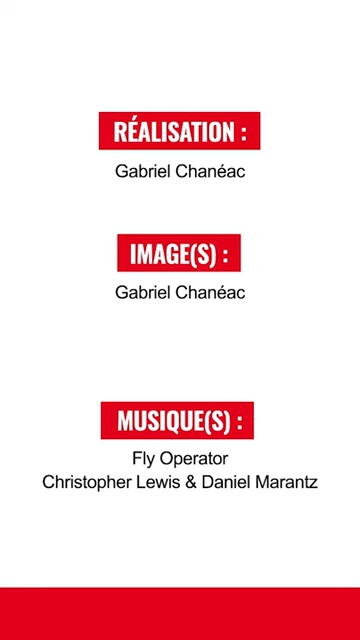 RÉALISATION :
Gabriel Chanéac
IMAGE(S) :
Gabriel Chanéac
MUSIQUE(S) :
Fly Operator
Christopher Lewis & Daniel Marantz